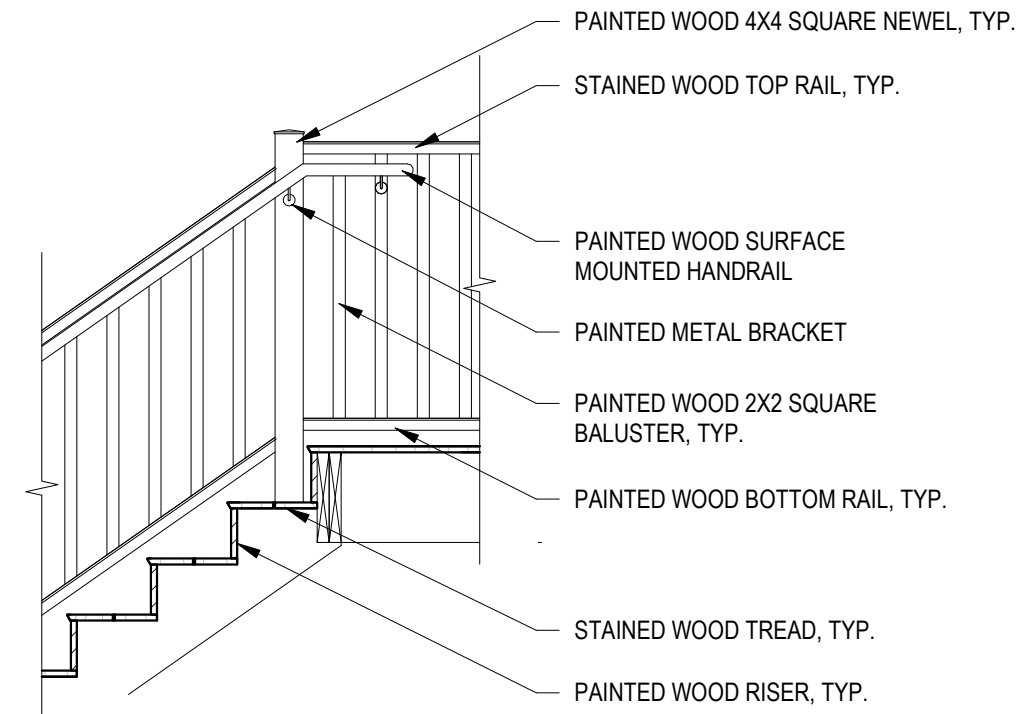 PAINTED WOOD 4X4 SQUARE NEWEL, TYP.
STAINED WOOD TOP RAIL, TYP.
PAINTED WOOD SURFACE
MOUNTED HANDRAIL
PAINTED METAL BRACKET
PAINTED WOOD 2X2 SQUARE
BALUSTER, TYP.
PAINTED WOOD BOTTOM RAIL, TYP.
STAINED WOOD TREAD, TYP.
PAINTED WOOD RISER, TYP.